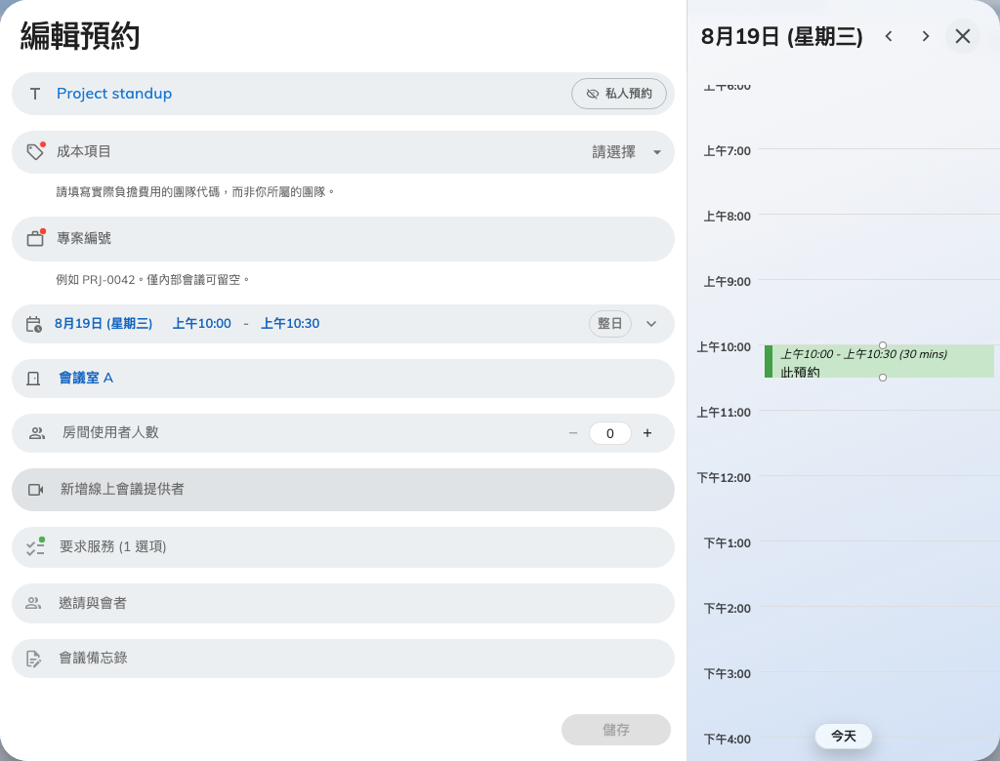 編輯預約
Project standup
私人預約
成本項目
請選擇
請填寫實際負擔費用的團隊代碼，而非你所屬的團隊。
專案編號
例如 PRJ-0042。僅內部會議可留空。
8月19日 (星期三) 上午10:00 - 上午10:30
整日
會議室 A
房間使用者人數
− 0 +
新增線上會議提供者
要求服務 (1 選項)
邀請與會者
會議備忘錄
儲存
8月19日 (星期三)
上午6:00
上午7:00
上午8:00
上午9:00
上午10:00
上午10:00 - 上午10:30 (30 mins)
此預約
上午11:00
下午12:00
下午1:00
下午2:00
下午3:00
下午4:00
今天